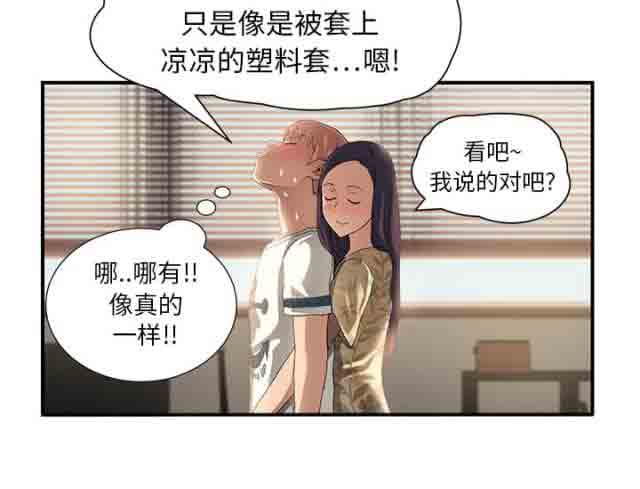 只是像是被套上
凉凉的塑料套...嗯!
看吧~
我说的对吧?
哪..哪有!!
像真的
一样!!